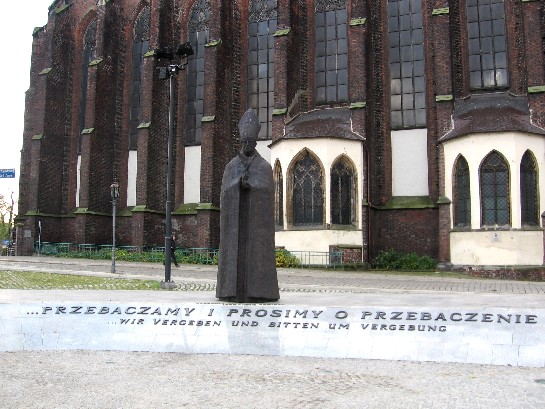 ...PRZEBACZAMY I PROSIMY O PRZEBACZENIE
...WIR VERGEBEN UND BITTEN UM VERGEBUNG